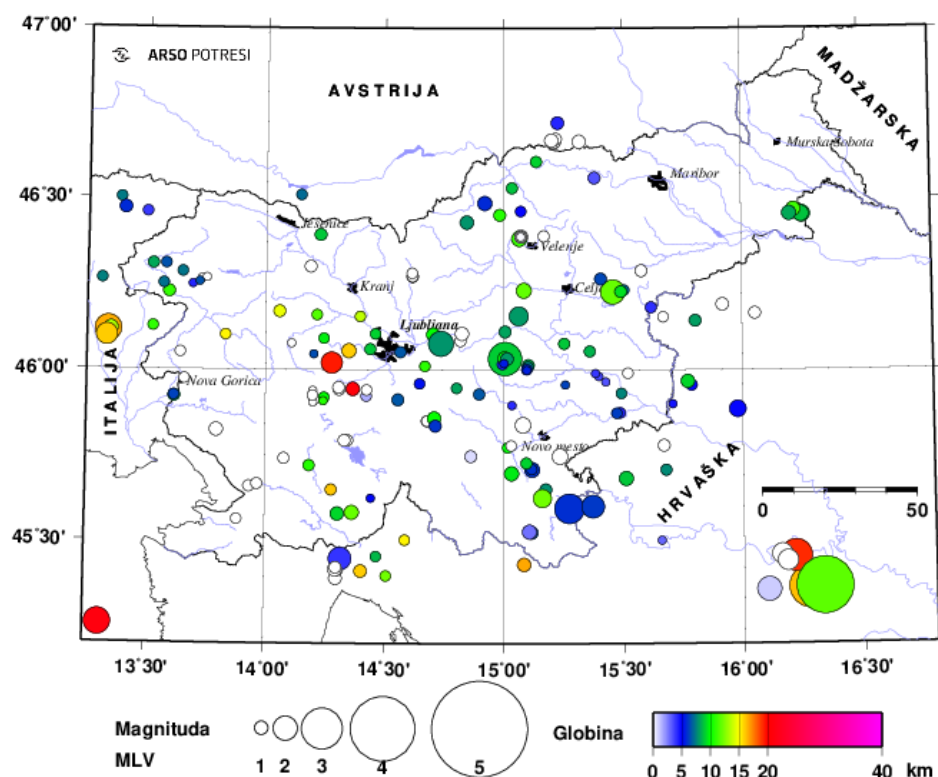 47°00'
ARSO POTRESI
AVSTRIJA
MADŽARSKA
Murska Sobota
Maribor
46°30'
Jesenice
Velenje
Kranj
Celje
Ljubljana
46°00'
ITALIJA
Nova Gorica
Novo mesto
HRVAŠKA
0 50
45°30'
13°30' 14°00' 14°30' 15°00' 15°30' 16°00' 16°30'
Magnituda
MLV
1 2 3 4 5
Globina
0 5 10 15 20 40 km